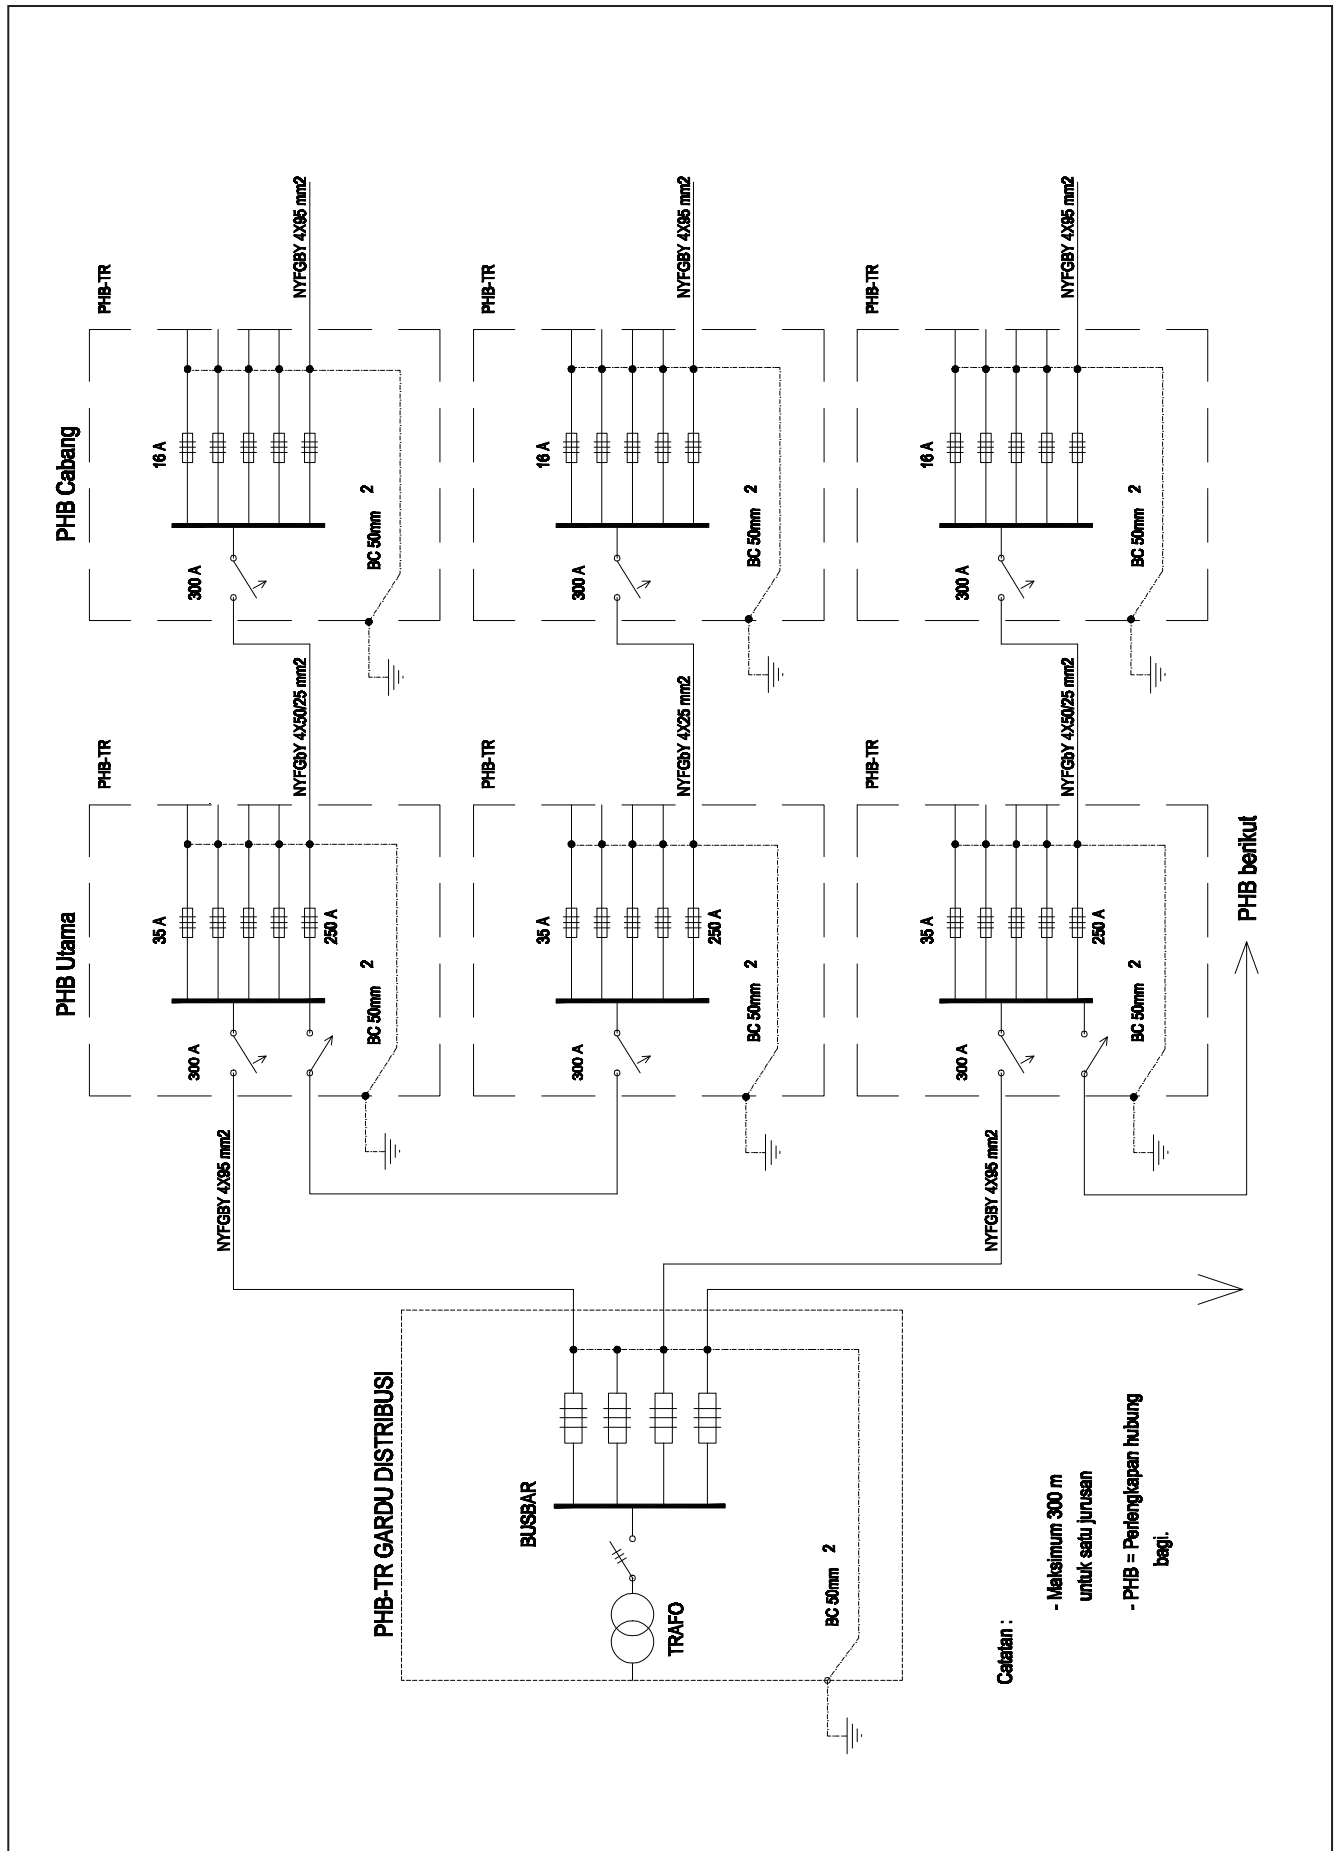 PHB Utama
PHB Cabang
PHB-TR
PHB-TR
300 A
35 A
250 A
BC 50mm 2
NYFGBY 4X95 mm2
NYFGbY 4X50/25 mm2
300 A
16 A
BC 50mm 2
NYFGBY 4X95 mm2
PHB-TR
PHB-TR
300 A
35 A
250 A
BC 50mm 2
NYFGbY 4X25 mm2
300 A
16 A
BC 50mm 2
NYFGBY 4X95 mm2
PHB-TR GARDU DISTRIBUSI
BUSBAR
TRAFO
BC 50mm 2
PHB-TR
PHB-TR
300 A
35 A
250 A
BC 50mm 2
NYFGBY 4X95 mm2
NYFGbY 4X50/25 mm2
300 A
16 A
BC 50mm 2
NYFGBY 4X95 mm2
PHB berikut
Catatan :
- Maksimum 300 m
untuk satu jurusan
- PHB = Perlengkapan hubung
bagi.